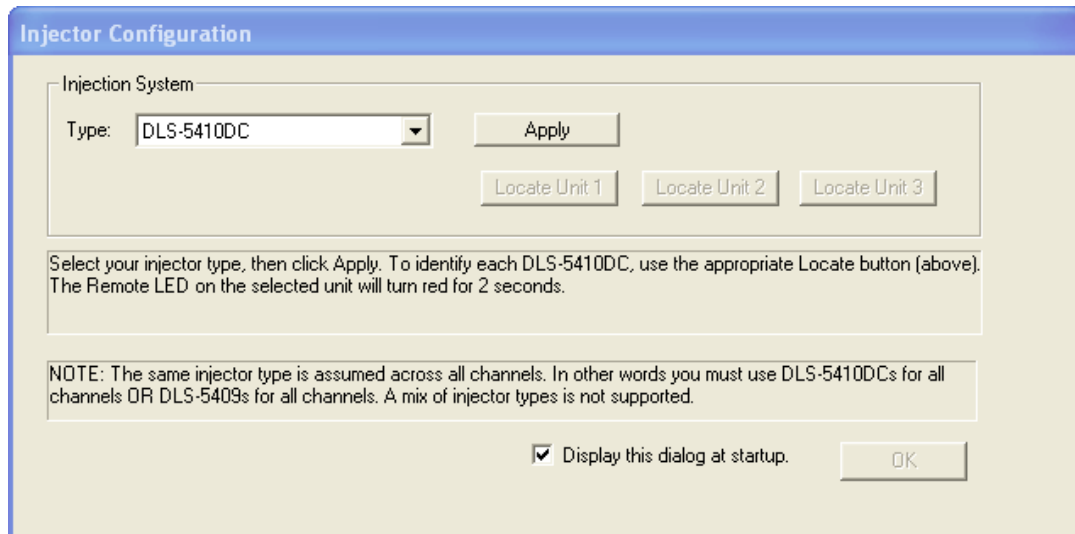 Injector Configuration
Injection System
Type: DLS-5410DC Apply
Locate Unit 1 Locate Unit 2 Locate Unit 3
Select your injector type, then click Apply. To identify each DLS-5410DC, use the appropriate Locate button (above).
The Remote LED on the selected unit will turn red for 2 seconds.
NOTE: The same injector type is assumed across all channels. In other words you must use DLS-5410DCs for all
channels OR DLS-5409s for all channels. A mix of injector types is not supported.
Display this dialog at startup. OK